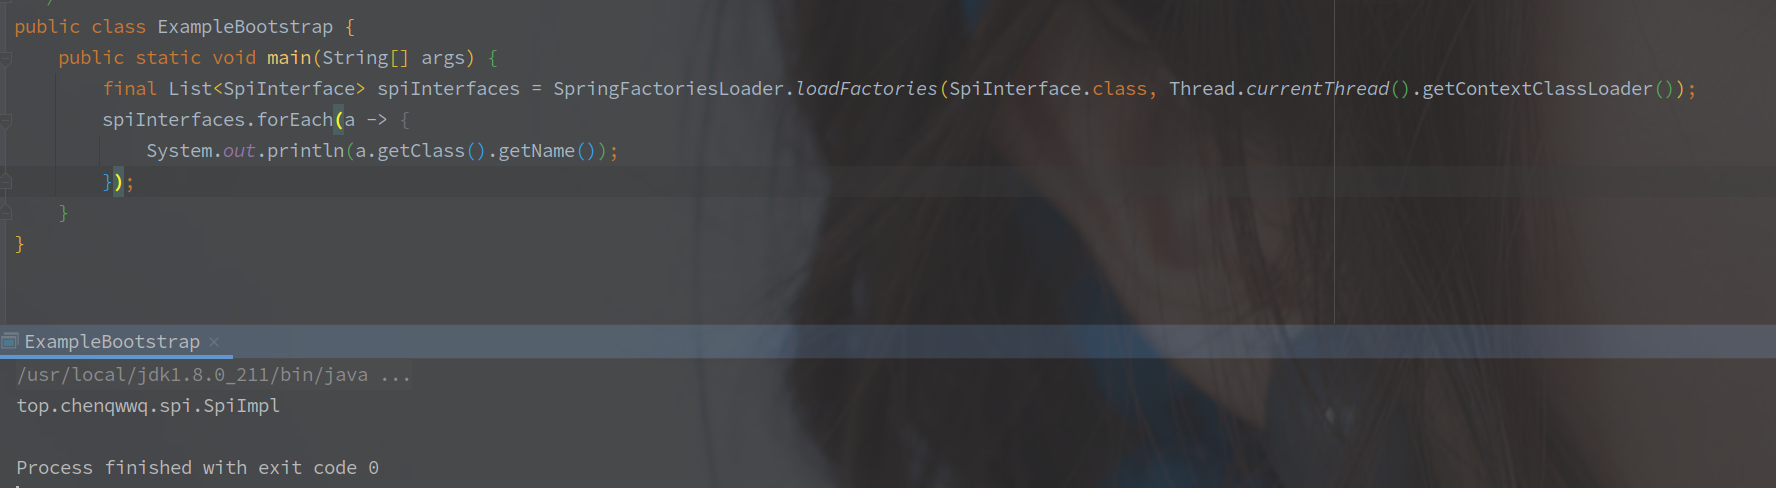 public class ExampleBootstrap {
public static void main(String[] args) {
final List<SpiInterface> spiInterfaces = SpringFactoriesLoader.loadFactories(SpiInterface.class, Thread.currentThread().getContextClassLoader());
spiInterfaces.forEach(a -> {
System.out.println(a.getClass().getName());
});
}
}
ExampleBootstrap ×
/usr/local/jdk1.8.0_211/bin/java ...
top.chenqwwq.spi.SpiImpl
Process finished with exit code 0